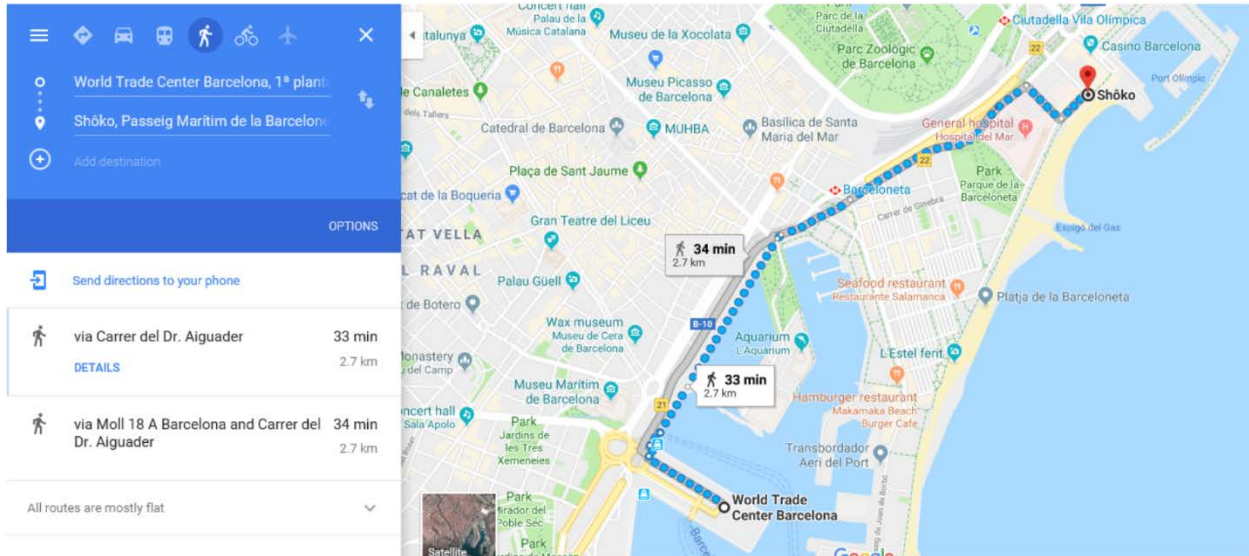 World Trade Center Barcelona, 1ª plant
Shôko, Passeig Marítim de la Barcelon
Add destination
OPTIONS
Send directions to your phone
via Carrer del Dr. Aiguader
33 min
DETAILS
2.7 km
via Moll 18 A Barcelona and Carrer del
Dr. Aiguader
34 min
2.7 km
All routes are mostly flat
Concert hall
Palau de la
Música Catalana
Museu de la Xocolata
Parc de la
Ciutadella
Ciutadella Vila Olímpica
22
Casino Barcelona
Parc Zoològic
de Barcelona
Port Olímpic
Museu Picasso
de Barcelona
Shôko
de Canaletes
dels Tallers
Catedral de Barcelona
MUHBA
Basílica de Santa
Maria del Mar
General hospital
Hospital del Mar
22
Plaça de Sant Jaume
Park
Parque de la
Barceloneta
cat de la Boqueria
Barceloneta
Carrer de Ginebra
Gran Teatre del Liceu
TAT VELLA
Espigó del Gas
34 min
2.7 km
L RAVAL
Palau Güell
Seafood restaurant
Restaurante Salamanca
Platja de la Barceloneta
de Botero
Wax museum
Museu de Cera
de Barcelona
B-10
Aquarium
L'Aquarium
L'Estel ferit
Monastery
u del Camp
33 min
2.7 km
Museu Marítim
de Barcelona
Hamburger restaurant
Makamaka Beach
Burger Cafe
21
oncert hall
Sala Apolo
Park
Jardins de
les Tres
Xemeneies
Transbordador
Aeri del Port
Park
Mirador del
Poble Sec
World Trade
Center Barcelona
Satellite
Park
Google